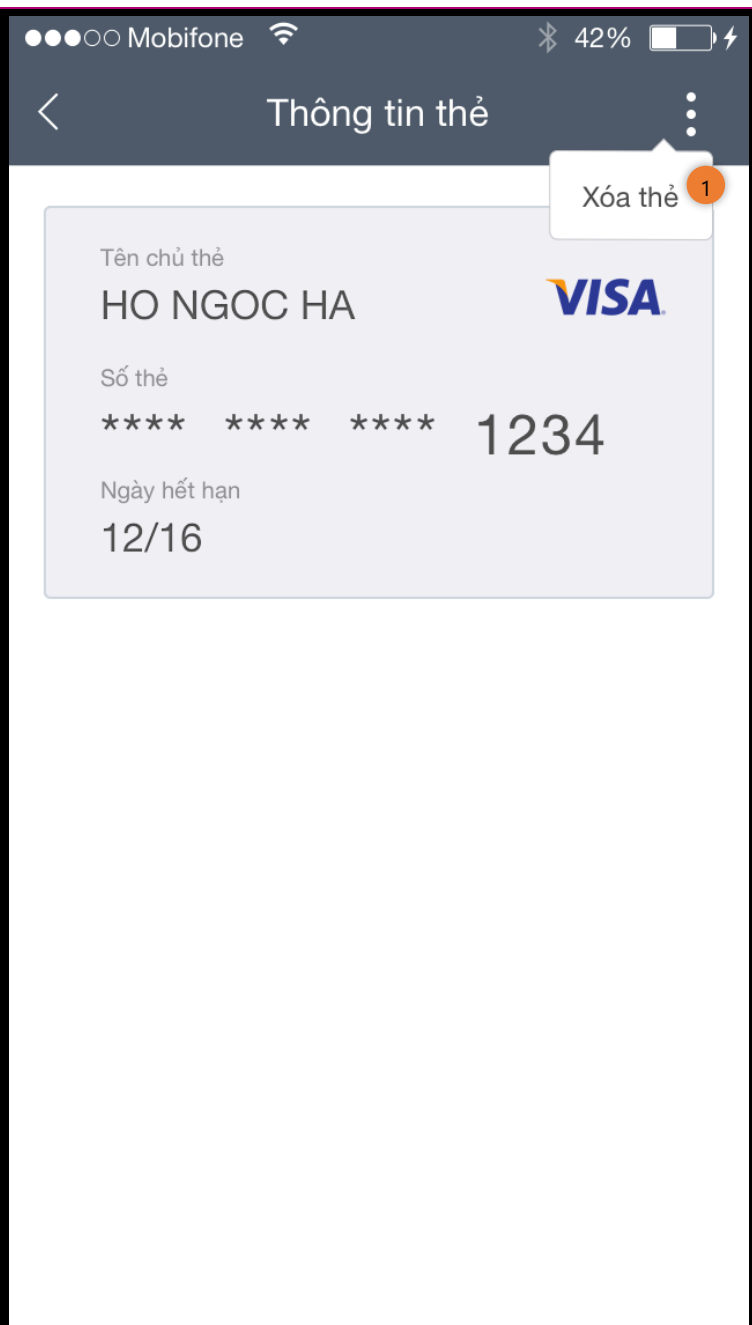 Mobifone 42%
Thông tin thẻ
Xóa thẻ 1
Tên chủ thẻ
HO NGOC HA
VISA
Số thẻ
**** **** **** 1234
Ngày hết hạn
12/16